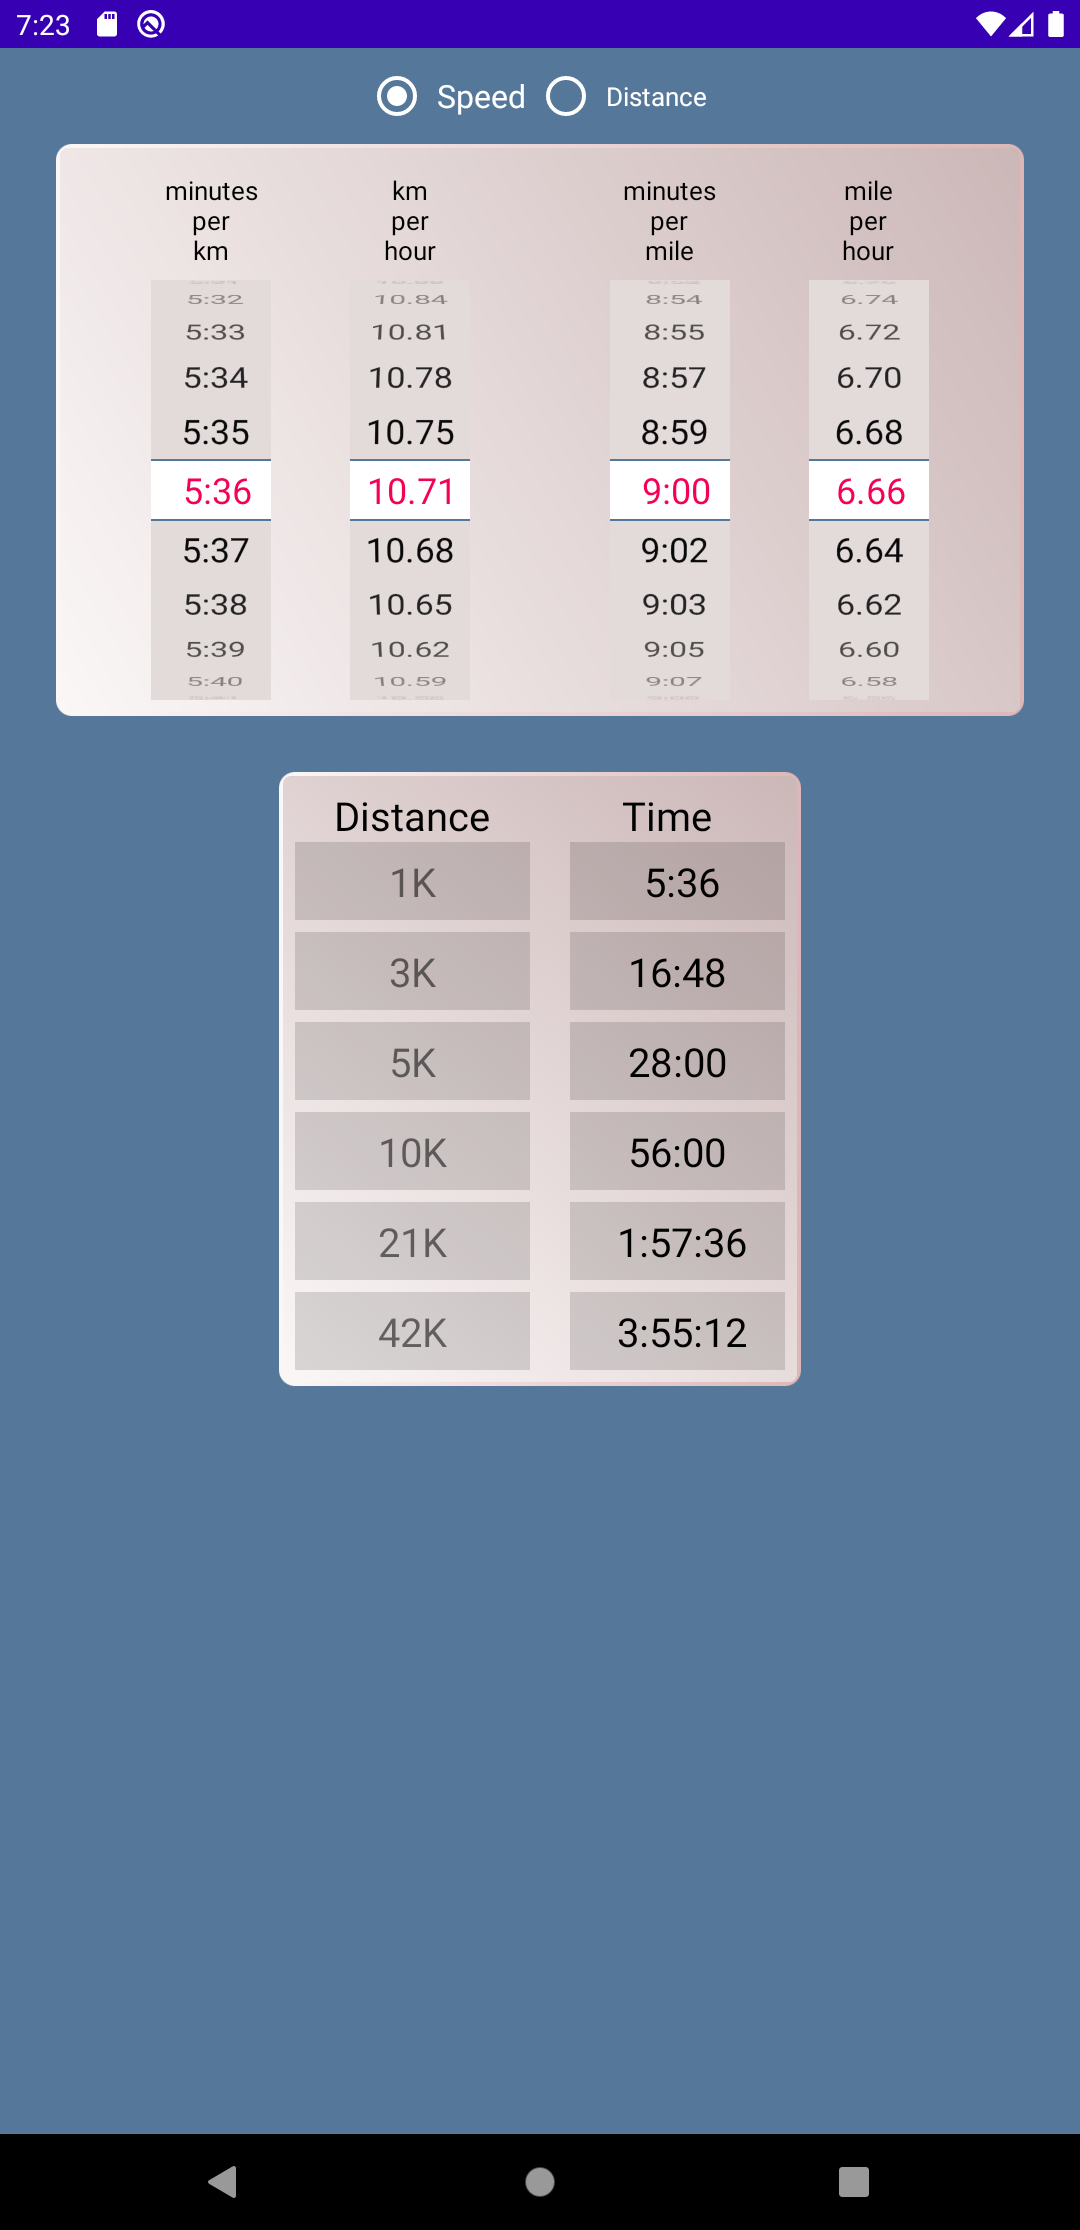 7:23
Speed Distance
minutes km minutes mile
per per per per
km hour mile hour
5:32 10.84 8:54 6.74
5:33 10.81 8:55 6.72
5:34 10.78 8:57 6.70
5:35 10.75 8:59 6.68
5:36 10.71 9:00 6.66
5:37 10.68 9:02 6.64
5:38 10.65 9:03 6.62
5:39 10.62 9:05 6.60
5:40 10.59 9:07 6.58
Distance Time
1K 5:36
3K 16:48
5K 28:00
10K 56:00
21K 1:57:36
42K 3:55:12